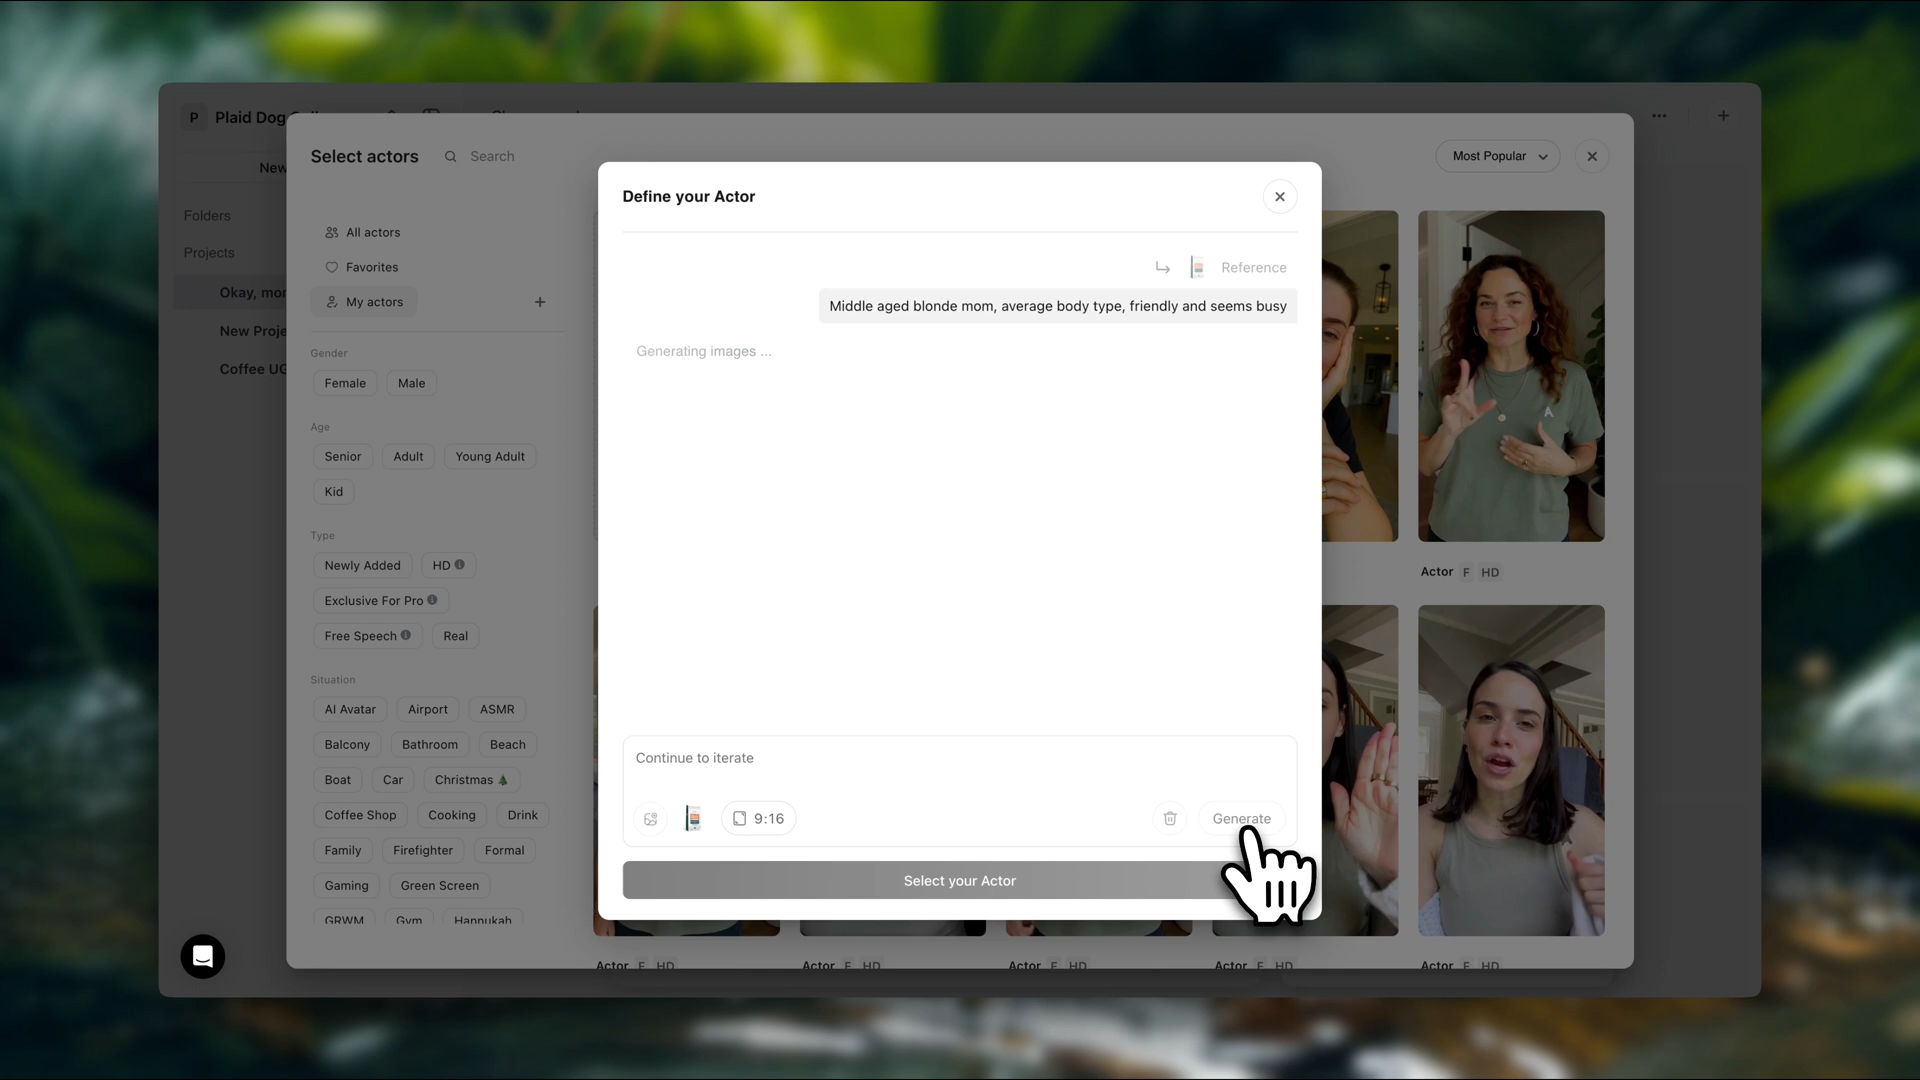 P Plaid Dog
New
Folders
Projects
Okay, mo
New Proje
Coffee UG
Select actors
Search
Most Popular
All actors
Favorites
My actors
Gender
Female
Male
Age
Senior
Adult
Young Adult
Kid
Type
Newly Added
HD
Exclusive For Pro
Free Speech
Real
Situation
AI Avatar
Airport
ASMR
Balcony
Bathroom
Beach
Boat
Car
Christmas
Coffee Shop
Cooking
Drink
Family
Firefighter
Formal
Gaming
Green Screen
GRWM
Gym
Hannukah
Define your Actor
Reference
Middle aged blonde mom, average body type, friendly and seems busy
Generating images ...
Continue to iterate
9:16
Generate
Select your Actor
A
Actor F HD
Actor F HD
Actor F HD
Actor F HD
Actor F HD
Actor F HD